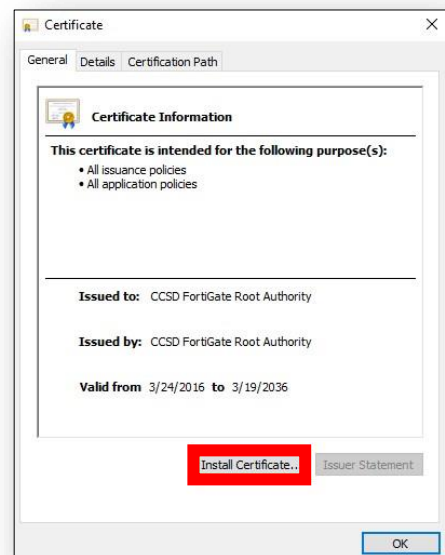 Certificate
General Details Certification Path
Certificate Information
This certificate is intended for the following purpose(s):
• All issuance policies
• All application policies
Issued to: CCSD FortiGate Root Authority
Issued by: CCSD FortiGate Root Authority
Valid from 3/24/2016 to 3/19/2036
Install Certificate... Issuer Statement
OK